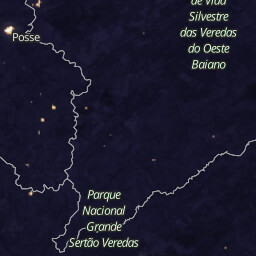 de Vida
Silvestre
das Veredas
do Oeste
Baiano
Posse
Parque
Nacional
Grande
Sertão Veredas